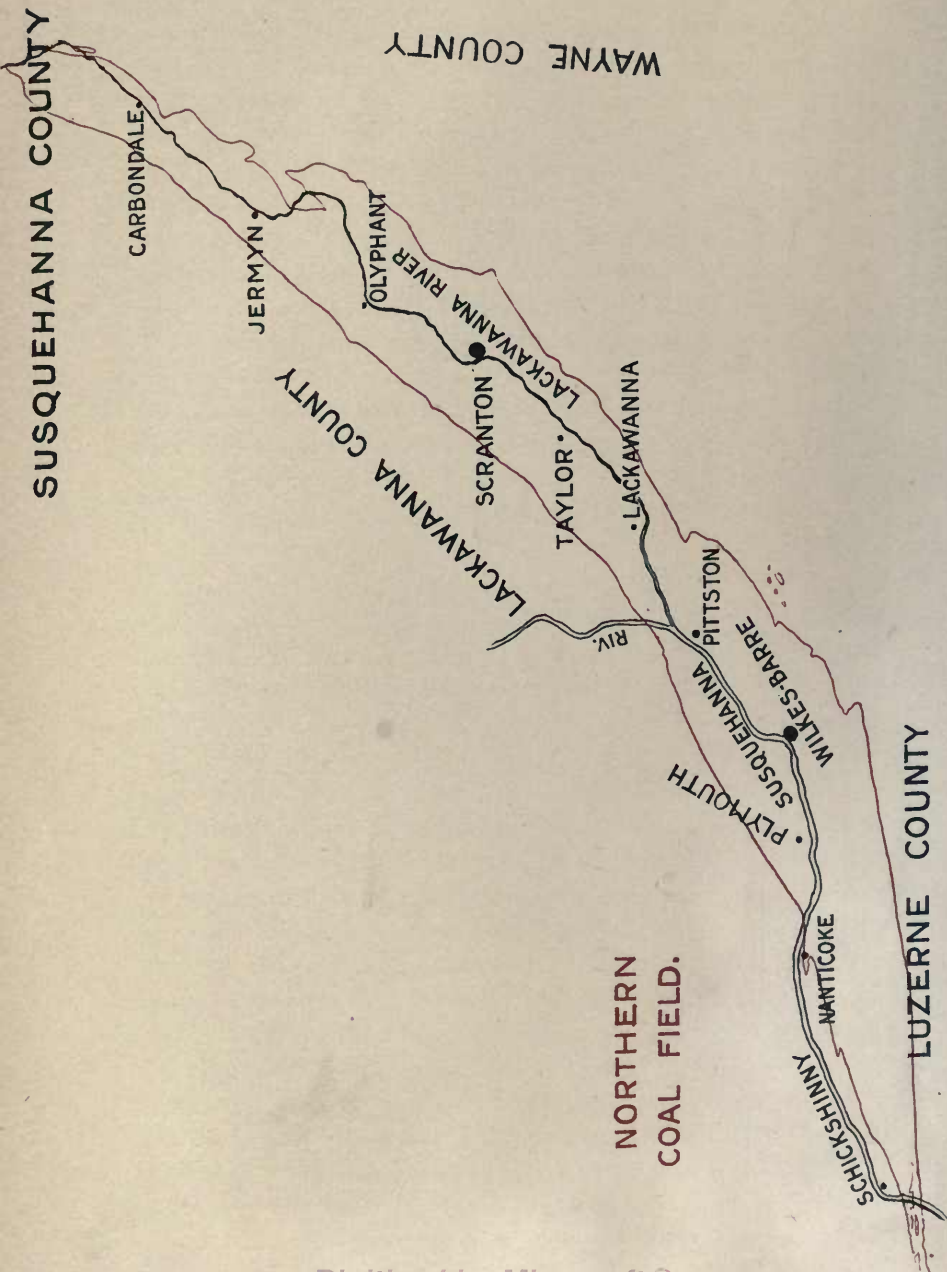 SUSQUEHANNA COUNTY
WAYNE COUNTY
CARBONDALE
JERMYN
OLYPHANT
LACKAWANNA RIVER
LACKAWANNA COUNTY
SCRANTON
TAYLOR
LACKAWANNA
RIV.
PITTSTON
SUSQUEHANNA
WILKES-BARRE
PLYMOUTH
NANTICOKE
LUZERNE COUNTY
SCHICKSHINNY
NORTHERN
COAL FIELD.